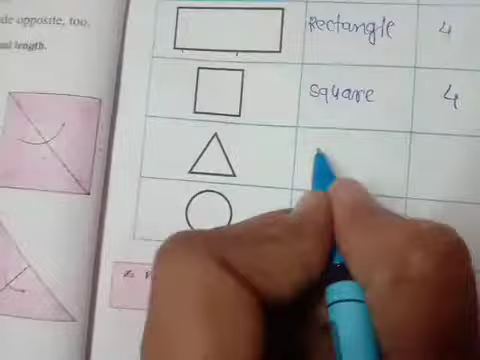 de opposite, too.
al length.
Rectangle 4
square 4